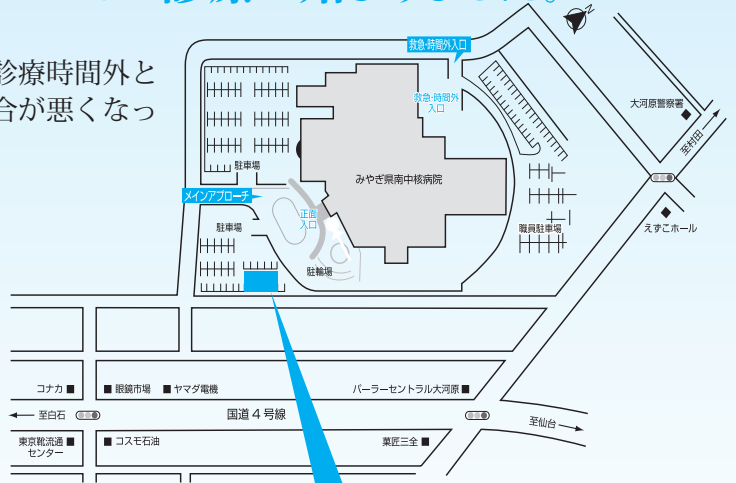 診療時間外と
合が悪くなっ
N
救急・時間外入口
救急・時間外
入口
大河原警察署
至村田
駐車場
みやぎ県南中核病院
メインアプローチ
正面
入口
駐車場
職員駐車場
えずこホール
駐輪場
コナカ
眼鏡市場
ヤマダ電機
パーラーセントラル大河原
至白石
国道4号線
至仙台
東京靴流通
センター
コスモ石油
菓匠三全